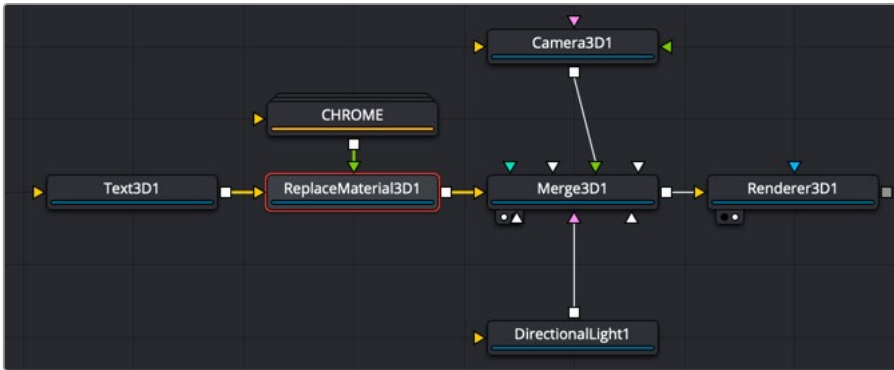 Camera3D1
CHROME
Text3D1
ReplaceMaterial3D1
Merge3D1
Renderer3D1
DirectionalLight1